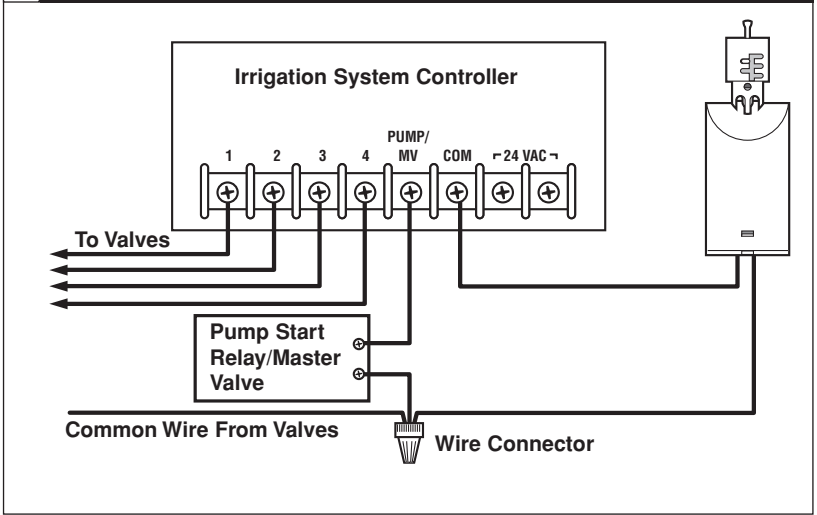 Irrigation System Controller
PUMP/
1 2 3 4 MV COM 24 VAC
To Valves
Pump Start
Relay/Master
Valve
Common Wire From Valves
Wire Connector